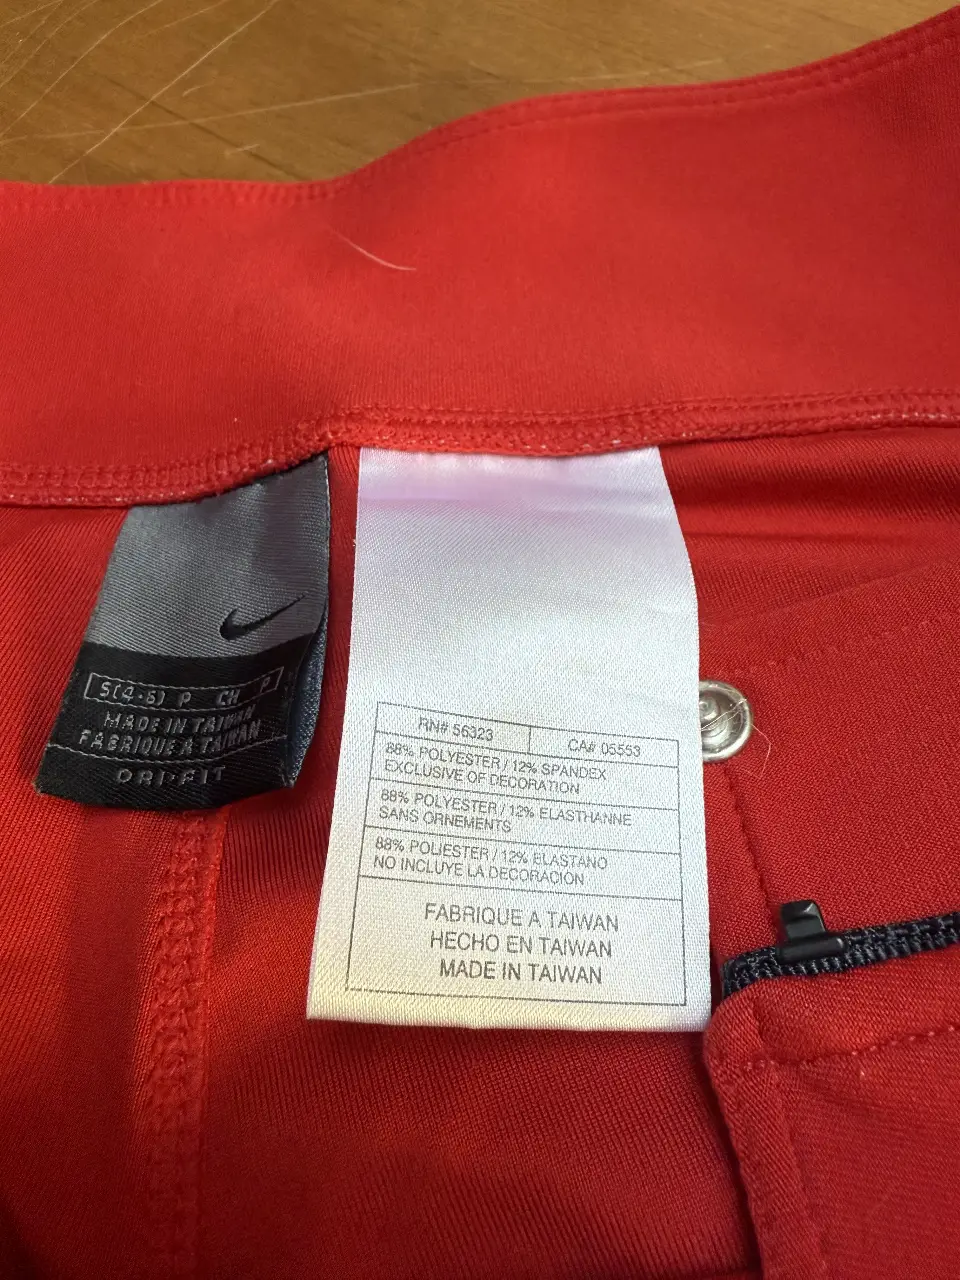 S(4-6) P CH P
MADE IN TAIWAN
FABRIQUE A TAIWAN
DRI-FIT
RN# 56323 CA# 05553
88% POLYESTER / 12% SPANDEX
EXCLUSIVE OF DECORATION
88% POLYESTER / 12% ELASTHANNE
SANS ORNEMENTS
88% POLIESTER / 12% ELASTANO
NO INCLUYE LA DECORACION
FABRIQUE A TAIWAN
HECHO EN TAIWAN
MADE IN TAIWAN